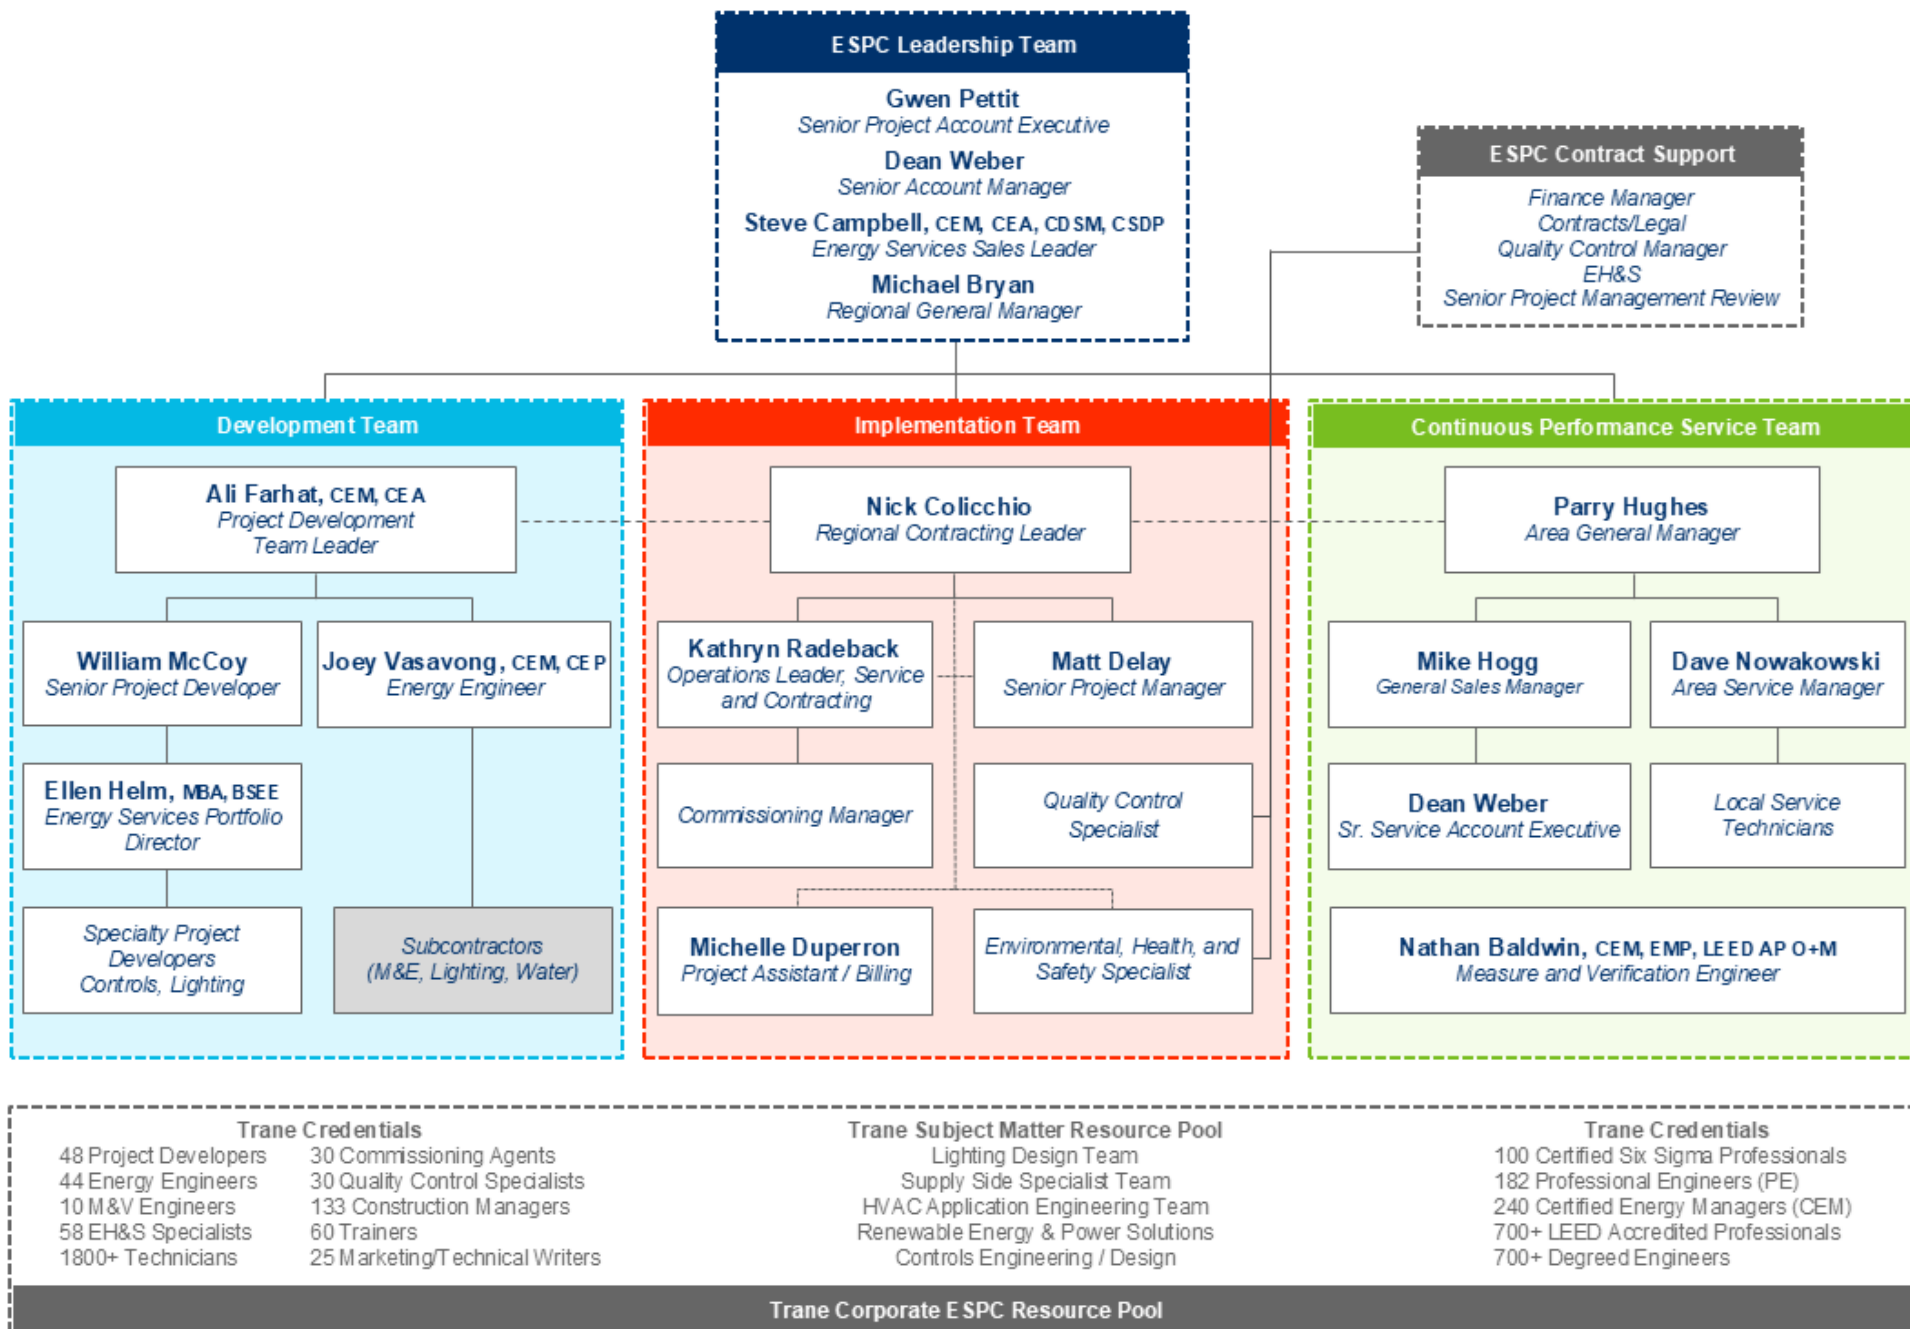 ESPC Leadership Team
Gwen Pettit
Senior Project Account Executive
Dean Weber
Senior Account Manager
Steve Campbell, CEM, CEA, CDSM, CSDP
Energy Services Sales Leader
Michael Bryan
Regional General Manager
ESPC Contract Support
Finance Manager
Contracts/Legal
Quality Control Manager
EH&S
Senior Project Management Review
Development Team
Ali Farhat, CEM, CEA
Project Development
Team Leader
William McCoy
Senior Project Developer
Joey Vasavong, CEM, CEP
Energy Engineer
Ellen Helm, MBA, BSEE
Energy Services Portfolio
Director
Specialty Project
Developers
Controls, Lighting
Subcontractors
(M&E, Lighting, Water)
Implementation Team
Nick Colicchio
Regional Contracting Leader
Kathryn Radeback
Operations Leader, Service
and Contracting
Matt Delay
Senior Project Manager
Commissioning Manager
Quality Control
Specialist
Michelle Duperron
Project Assistant / Billing
Environmental, Health, and
Safety Specialist
Continuous Performance Service Team
Parry Hughes
Area General Manager
Mike Hogg
General Sales Manager
Dave Nowakowski
Area Service Manager
Dean Weber
Sr. Service Account Executive
Local Service
Technicians
Nathan Baldwin, CEM, EMP, LEED AP O+M
Measure and Verification Engineer
Trane Credentials
48 Project Developers
44 Energy Engineers
10 M&V Engineers
58 EH&S Specialists
1800+ Technicians
30 Commissioning Agents
30 Quality Control Specialists
133 Construction Managers
60 Trainers
25 Marketing/Technical Writers
Trane Subject Matter Resource Pool
Lighting Design Team
Supply Side Specialist Team
HVAC Application Engineering Team
Renewable Energy & Power Solutions
Controls Engineering / Design
Trane Credentials
100 Certified Six Sigma Professionals
182 Professional Engineers (PE)
240 Certified Energy Managers (CEM)
700+ LEED Accredited Professionals
700+ Degreed Engineers
Trane Corporate ESPC Resource Pool